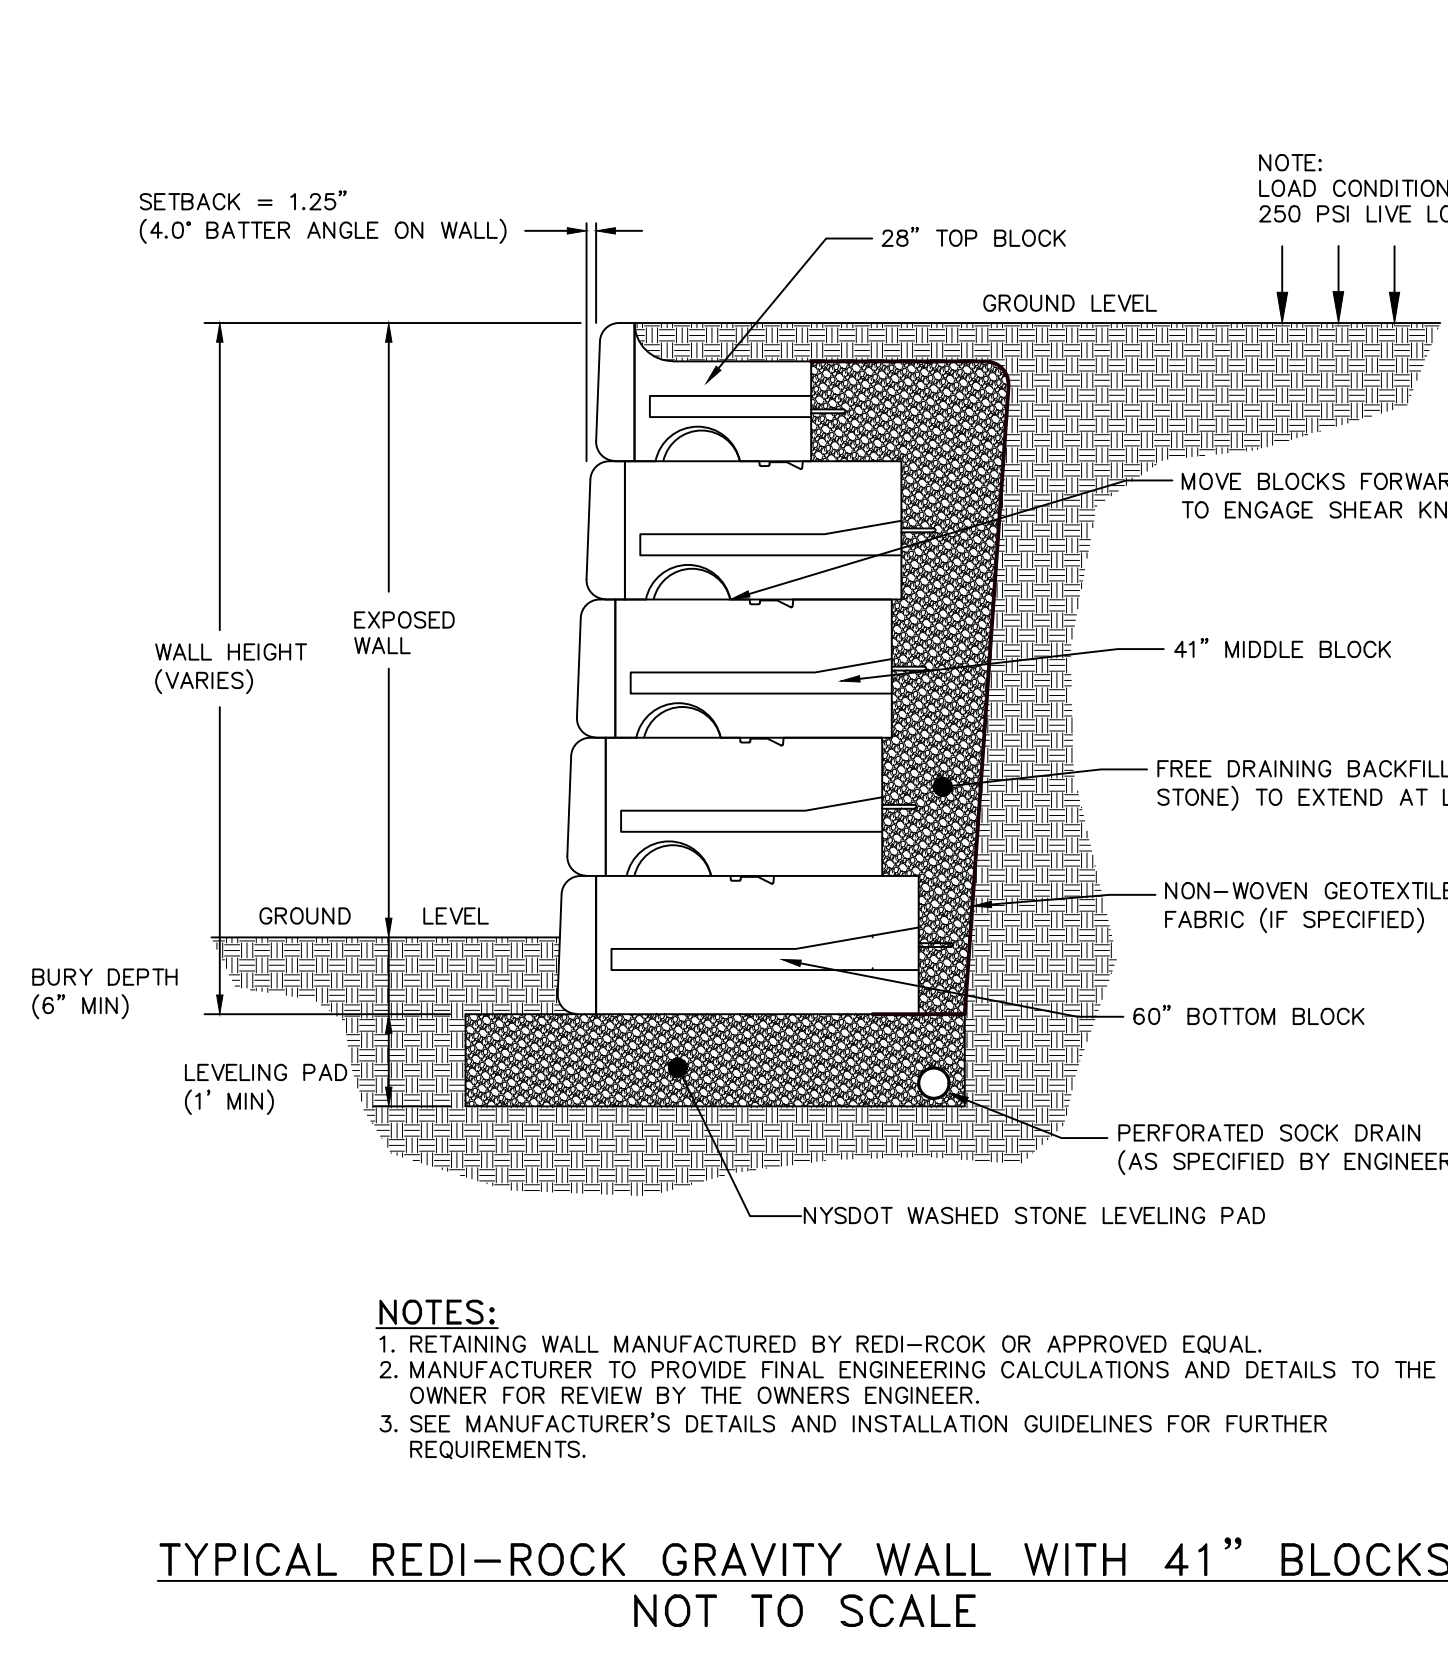 NOTE:
LOAD CONDITION
250 PSI LIVE
SETBACK = 1.25”
(4.0° BATTER ANGLE ON WALL)
28” TOP BLOCK
GROUND LEVEL
MOVE BLOCKS
TO ENGAGE SHEAR
EXPOSED
WALL
WALL HEIGHT
(VARIES)
41” MIDDLE BLOCK
FREE DRAINING BACKFILL
STONE) TO EXTEND AT
NON-WOVEN GEOTEXTILE
FABRIC (IF SPECIFIED)
GROUND LEVEL
BURY DEPTH
(6” MIN)
60” BOTTOM BLOCK
LEVELING PAD
(1’ MIN)
PERFORATED SOCK DRAIN
(AS SPECIFIED BY ENGINEER
NYSDOT WASHED STONE LEVELING PAD
NOTES:
1. RETAINING WALL MANUFACTURED BY REDI-RCOK OR APPROVED EQUAL.
2. MANUFACTURER TO PROVIDE FINAL ENGINEERING CALCULATIONS AND DETAILS TO THE
OWNER FOR REVIEW BY THE OWNERS ENGINEER.
3. SEE MANUFACTURER’S DETAILS AND INSTALLATION GUIDELINES FOR FURTHER
REQUIREMENTS.
TYPICAL REDI-ROCK GRAVITY WALL WITH 41” BLOCKS
NOT TO SCALE